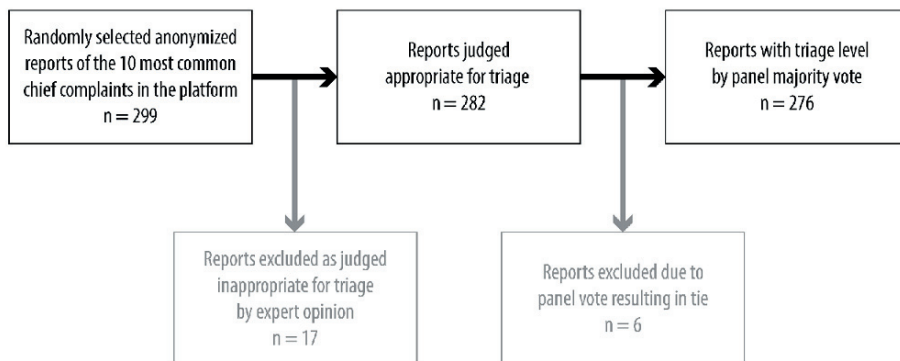 Randomly selected anonymized
reports of the 10 most common
chief complaints in the platform
n = 299
Reports judged
appropriate for triage
n = 282
Reports with triage level
by panel majority vote
n = 276
Reports excluded as judged
inappropriate for triage
by expert opinion
n = 17
Reports excluded due to
panel vote resulting in tie
n = 6